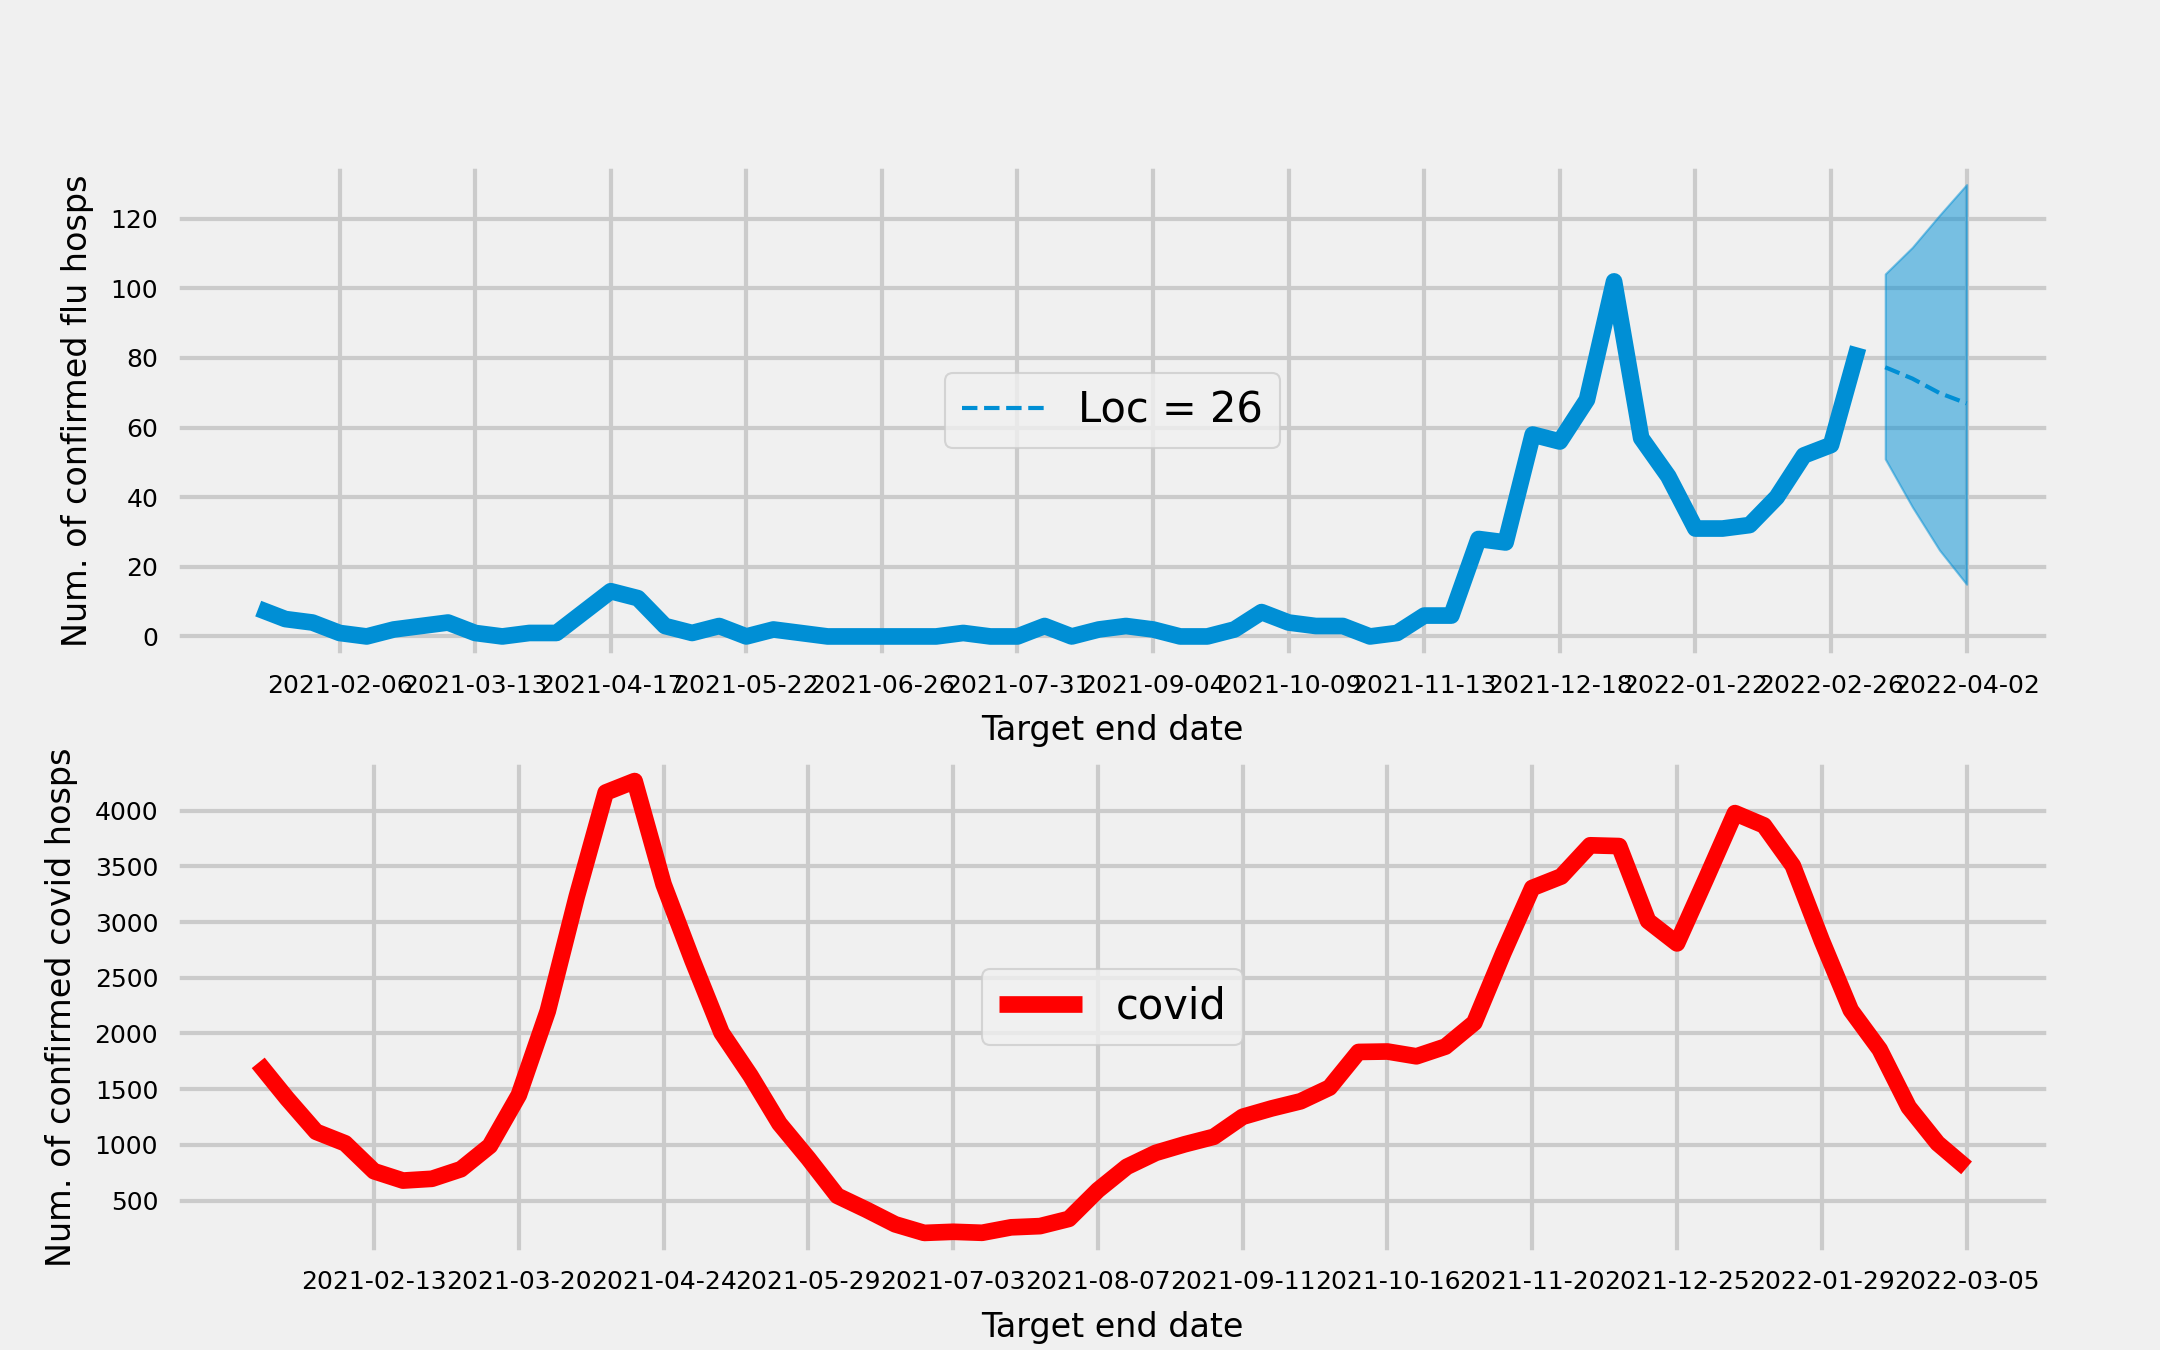 Num. of confirmed flu hosps
120
100
80
60
40
20
0
Loc = 26
2021-02-06 2021-03-13 2021-04-17 2021-05-22 2021-06-26 2021-07-31 2021-09-04 2021-10-09 2021-11-13 2021-12-18 2022-01-22 2022-02-26 2022-04-02
Target end date
Num. of confirmed covid hosps
4000
3500
3000
2500
2000
1500
1000
500
covid
2021-02-13 2021-03-20 2021-04-24 2021-05-29 2021-07-03 2021-08-07 2021-09-11 2021-10-16 2021-11-20 2021-12-25 2022-01-29 2022-03-05
Target end date